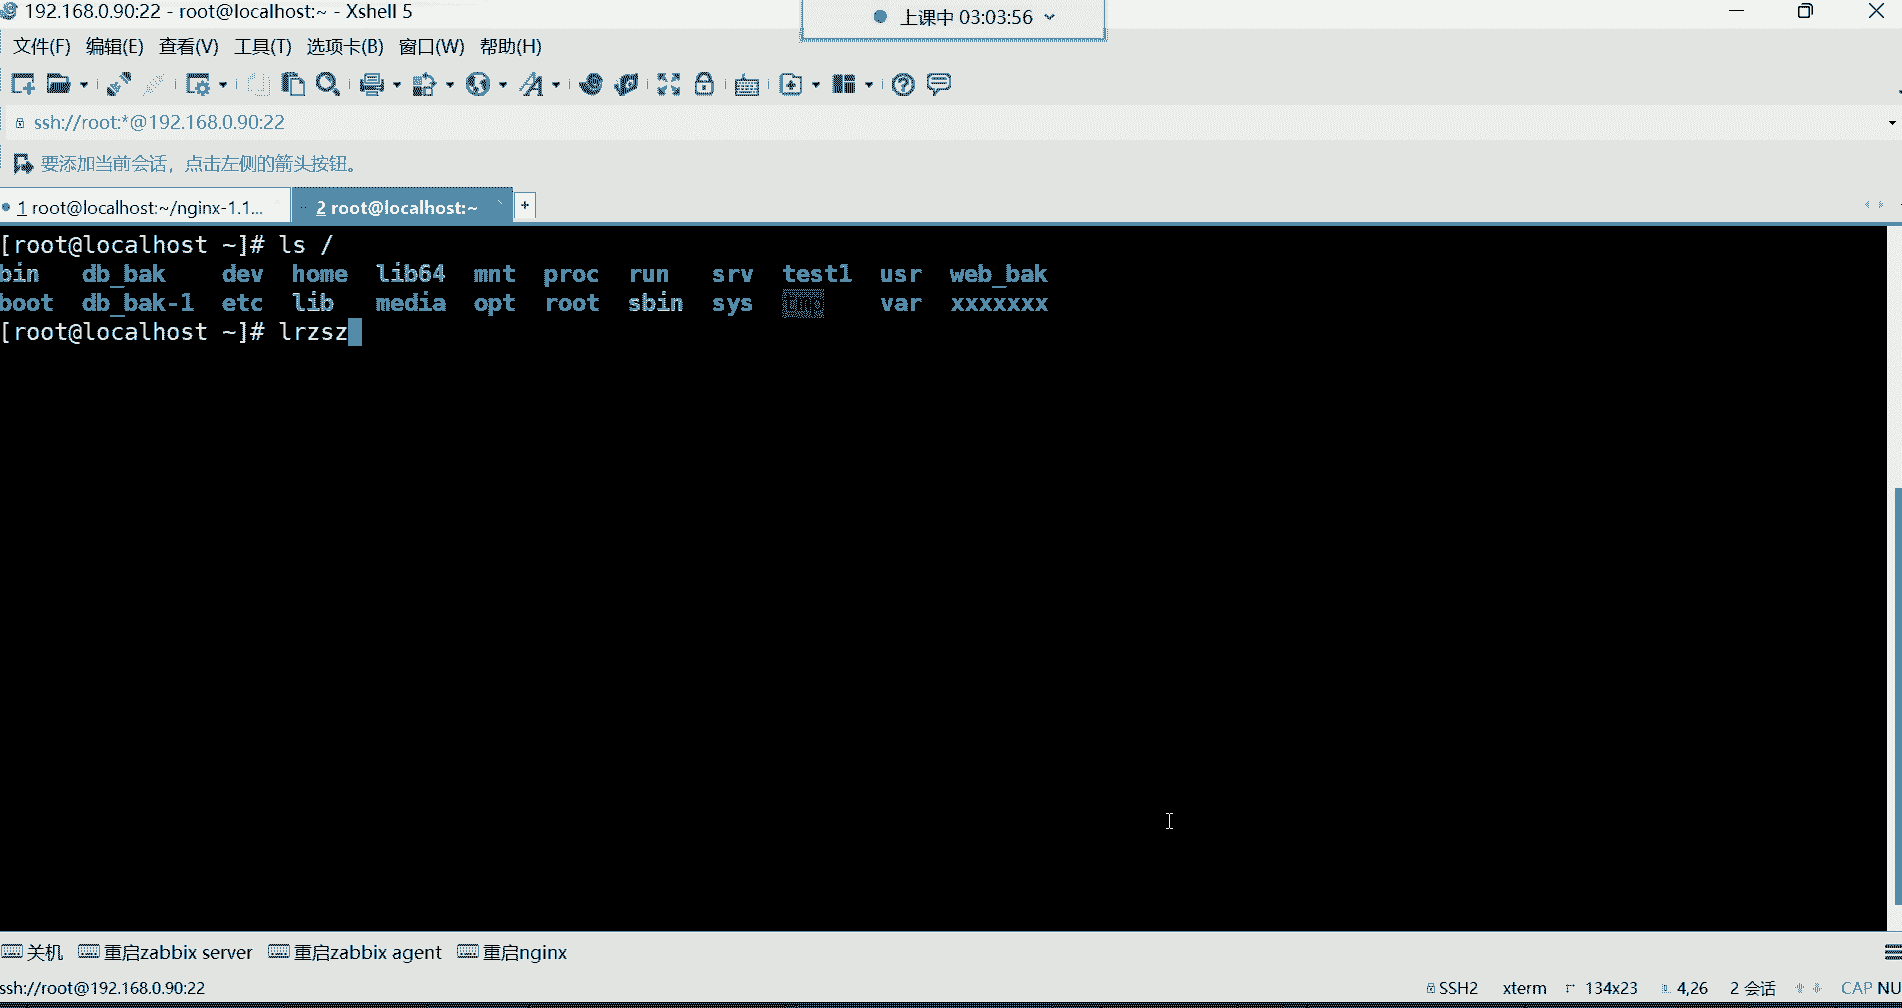 192.168.0.90:22 - root@localhost:~ - Xshell 5
上课中 03:03:56
文件(F) 编辑(E) 查看(V) 工具(T) 选项卡(B) 窗口(W) 帮助(H)
ssh://root:*@192.168.0.90:22
要添加当前会话，点击左侧的箭头按钮。
1 root@localhost:~/nginx-1.1... 2 root@localhost:~ +
[root@localhost ~]# ls /
bin db_bak dev home lib64 mnt proc run srv test1 usr web_bak
boot db_bak-1 etc lib media opt root sbin sys tmp var xxxxxxx
[root@localhost ~]# lrzsz
关机 重启zabbix server 重启zabbix agent 重启nginx
ssh://root@192.168.0.90:22 SSH2 xterm 134x23 4,26 2 会话 CAP NU